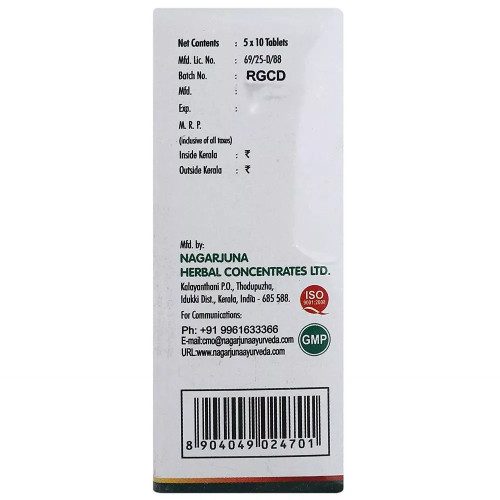 Net Contents : 5 x 10 Tablets
Mfd. Lic. No. : 69/25-D/88
Batch No. : RGCD
Mfd. :
Exp. :
M. R. P.
(inclusive of all taxes)
Inside Kerala : ₹
Outside Kerala : ₹
Mfd. by:
NAGARJUNA
HERBAL CONCENTRATES LTD.
Kalayanthani P.O., Thodupuzha,
Idukki Dist., Kerala, India - 685 588.
ISO
9001:2008
For Communications:
Ph: +91 9961633366
E-mail:cmo@nagarjunaayurveda.com
URL:www.nagarjunaayurveda.com
GMP
8 904049 024701